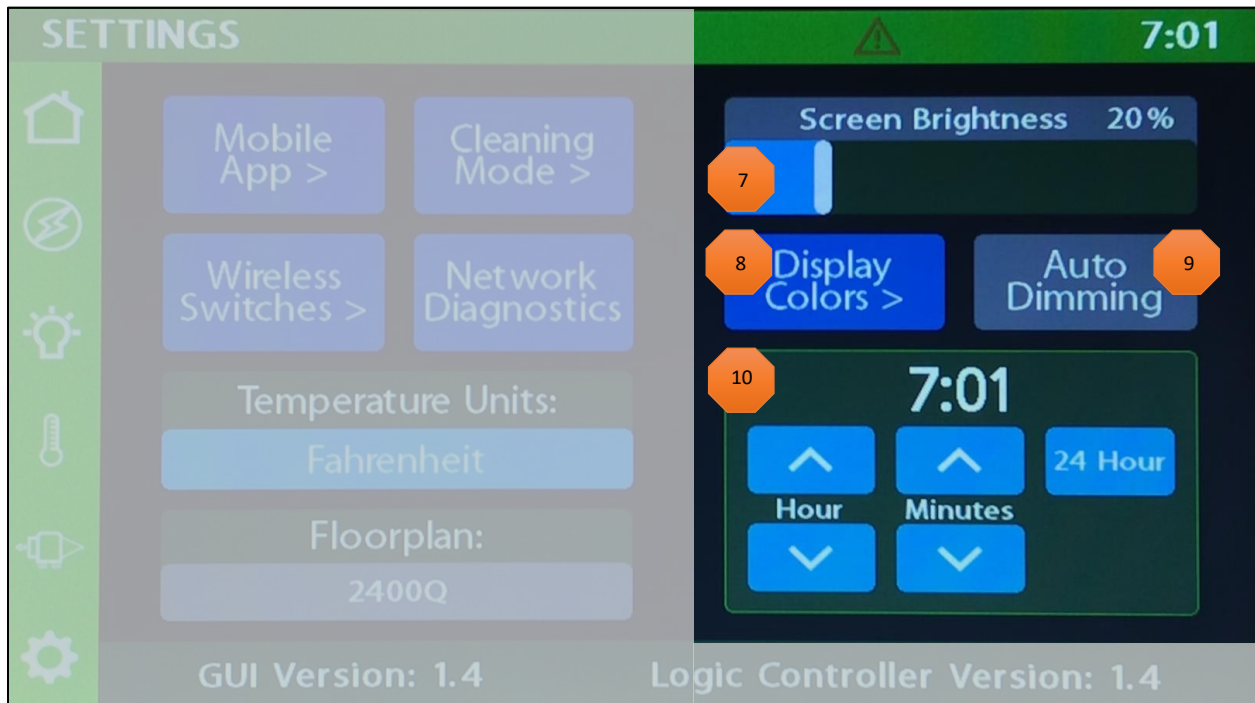 SETTINGS
7:01
Mobile
App >
Cleaning
Mode >
Wireless
Switches >
Network
Diagnostics
Temperature Units:
Fahrenheit
Floorplan:
2400Q
Screen Brightness 20%
7
8
Display
Colors >
Auto
Dimming
9
10
7:01
24 Hour
Hour
Minutes
GUI Version: 1.4
Logic Controller Version: 1.4